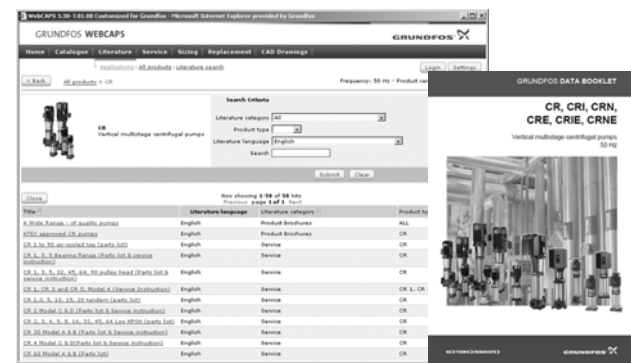 WebCAPS 3.30-7.01.08 Customized for Grundfos - Microsoft Internet Explorer provided by Grundfos
GRUNDFOS WEBCAPS
GRUNDFOS
Home | Catalogue | Literature | Service | Sizing | Replacement | CAD Drawings
Applications · All products · Literature search
Login Settings
< Back All products > CR
Frequency: 50 Hz · Product
Search Criteria
Literature category All
Product type
Literature language English
Search
CR
Vertical multistage centrifugal pumps
Submit Clear
Close
Now showing 1-58 of 58 hits
Previous page 1 of 1 Next
Title Literature language Literature category Product ty
A Wide Range - of quality pumps English Product Brochures ALL
ATEX approved CR pumps English Product Brochures CR
CR 1 to 90 air-cooled top (parts list) English Service CR
CR 1, 3, 5 Bearing flange (Parts list & service instruction) English Service CR
CR 1, 3, 5, 32, 45, 64, 90 pulley head (Parts list & service instruction) English Service CR
CR 1, CR 3 and CR 5, Model A (Service Instruction) English Service CR 1, CR
CR 1,3, 5, 10, 15, 20 tandem (parts list) English Service CR
CR 2 Model C & D (Parts list & Service instruction) English Service CR
CR 2, 3, 4, 5, 8, 16, 32, 45, 64 Low NPSH (parts list) English Service CR
CR 30 Model A & B (Parts list & Service instruction) English Service CR
CR 4 Model C & D(Parts list & Service instruction) English Service CR
CR 60 Model A & B (Parts list) English Service CR
GRUNDFOS DATA BOOKLET
CR, CRI, CRN,
CRE, CRIE, CRNE
Vertical multistage centrifugal pumps
50 Hz
BE > THINK > INNOVATE >
GRUNDFOS